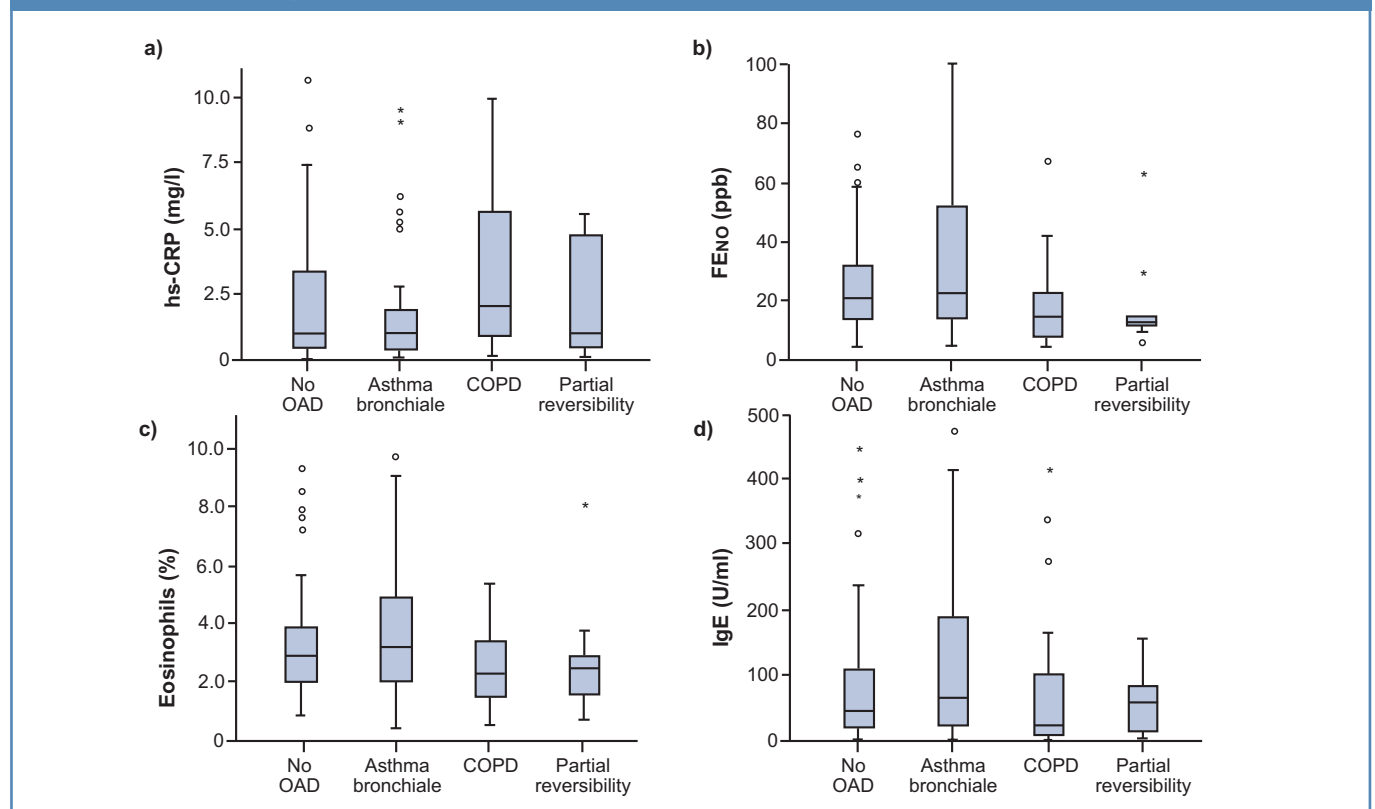 a)
hs-CRP (mg/l)
10.0
7.5
5.0
2.5
0
No
OAD
Asthma
bronchiale
COPD
Partial
reversibility
b)
FENO (ppb)
100
80
60
40
20
0
No
OAD
Asthma
bronchiale
COPD
Partial
reversibility
c)
Eosinophils (%)
10.0
8.0
6.0
4.0
2.0
0
No
OAD
Asthma
bronchiale
COPD
Partial
reversibility
d)
IgE (U/ml)
500
400
300
200
100
0
No
OAD
Asthma
bronchiale
COPD
Partial
reversibility